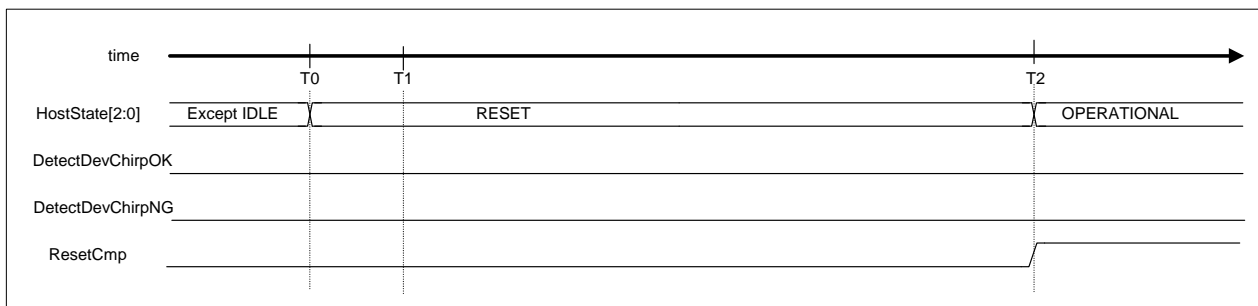 time
T0 T1 T2
HostState[2:0] Except IDLE RESET OPERATIONAL
DetectDevChirpOK
DetectDevChirpNG
ResetCmp